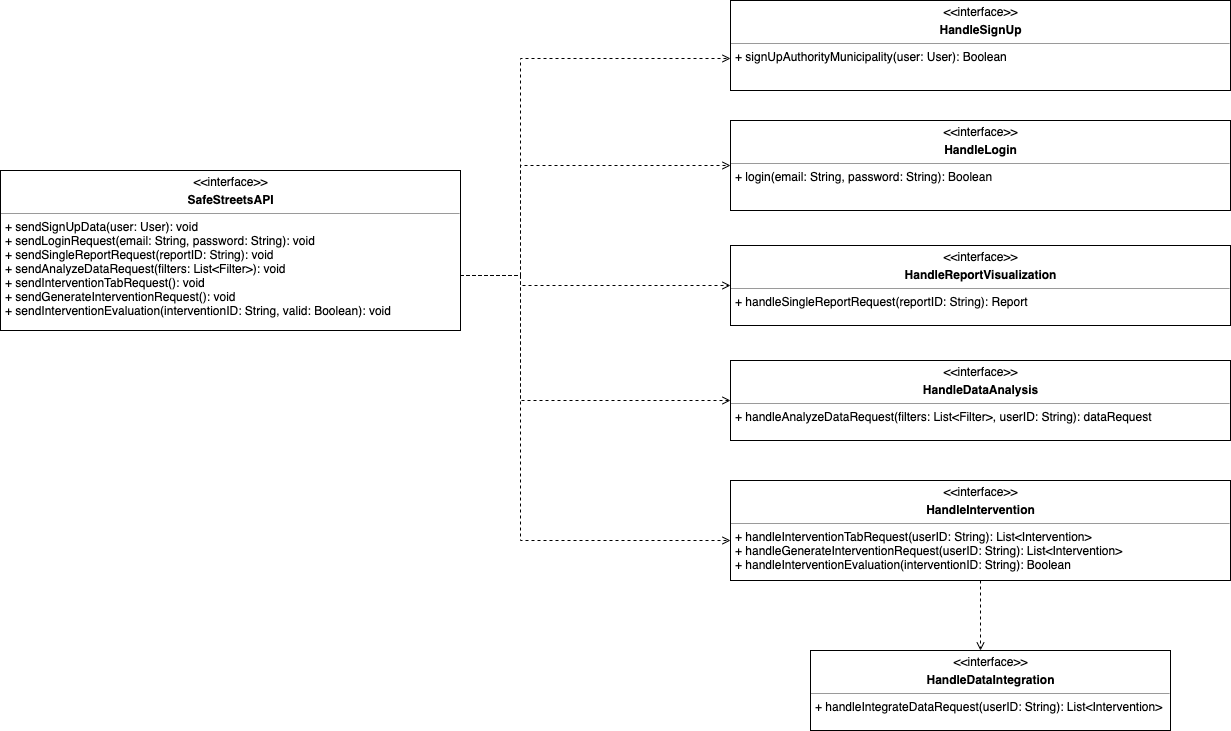 <<interface>>
HandleSignUp
+ signUpAuthorityMunicipality(user: User): Boolean
<<interface>>
HandleLogin
+ login(email: String, password: String): Boolean
<<interface>>
SafeStreetsAPI
+ sendSignUpData(user: User): void
+ sendLoginRequest(email: String, password: String): void
+ sendSingleReportRequest(reportID: String): void
+ sendAnalyzeDataRequest(filters: List<Filter>): void
+ sendInterventionTabRequest(): void
+ sendGenerateInterventionRequest(): void
+ sendInterventionEvaluation(interventionID: String, valid: Boolean): void
<<interface>>
HandleReportVisualization
+ handleSingleReportRequest(reportID: String): Report
<<interface>>
HandleDataAnalysis
+ handleAnalyzeDataRequest(filters: List<Filter>, userID: String): dataRequest
<<interface>>
HandleIntervention
+ handleInterventionTabRequest(userID: String): List<Intervention>
+ handleGenerateInterventionRequest(userID: String): List<Intervention>
+ handleInterventionEvaluation(interventionID: String): Boolean
<<interface>>
HandleDataIntegration
+ handleIntegrateDataRequest(userID: String): List<Intervention>